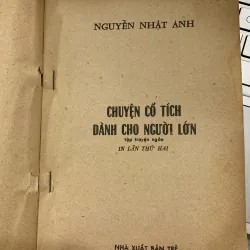 NGUYỄN NHẬT ÁNH
CHUYỆN CỔ TÍCH
DÀNH CHO NGƯỜI LỚN
tập truyện ngắn
IN LẦN THỨ HAI
NHÀ XUẤT BẢN TRẺ